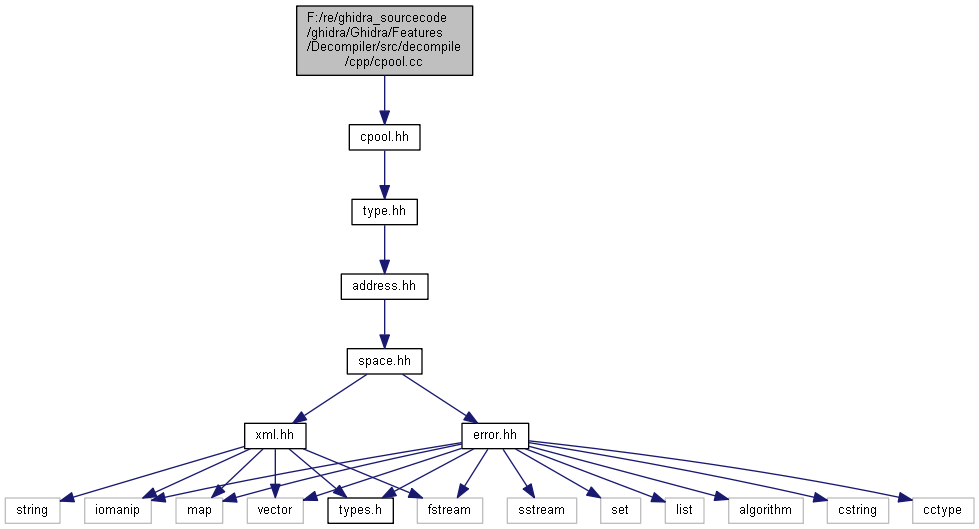 F:/re/ghidra_sourcecode
/ghidra/Ghidra/Features
/Decompiler/src/decompile
/cpp/cpool.cc
cpool.hh
type.hh
address.hh
space.hh
xml.hh
error.hh
string
iomanip
map
vector
types.h
fstream
sstream
set
list
algorithm
cstring
cctype